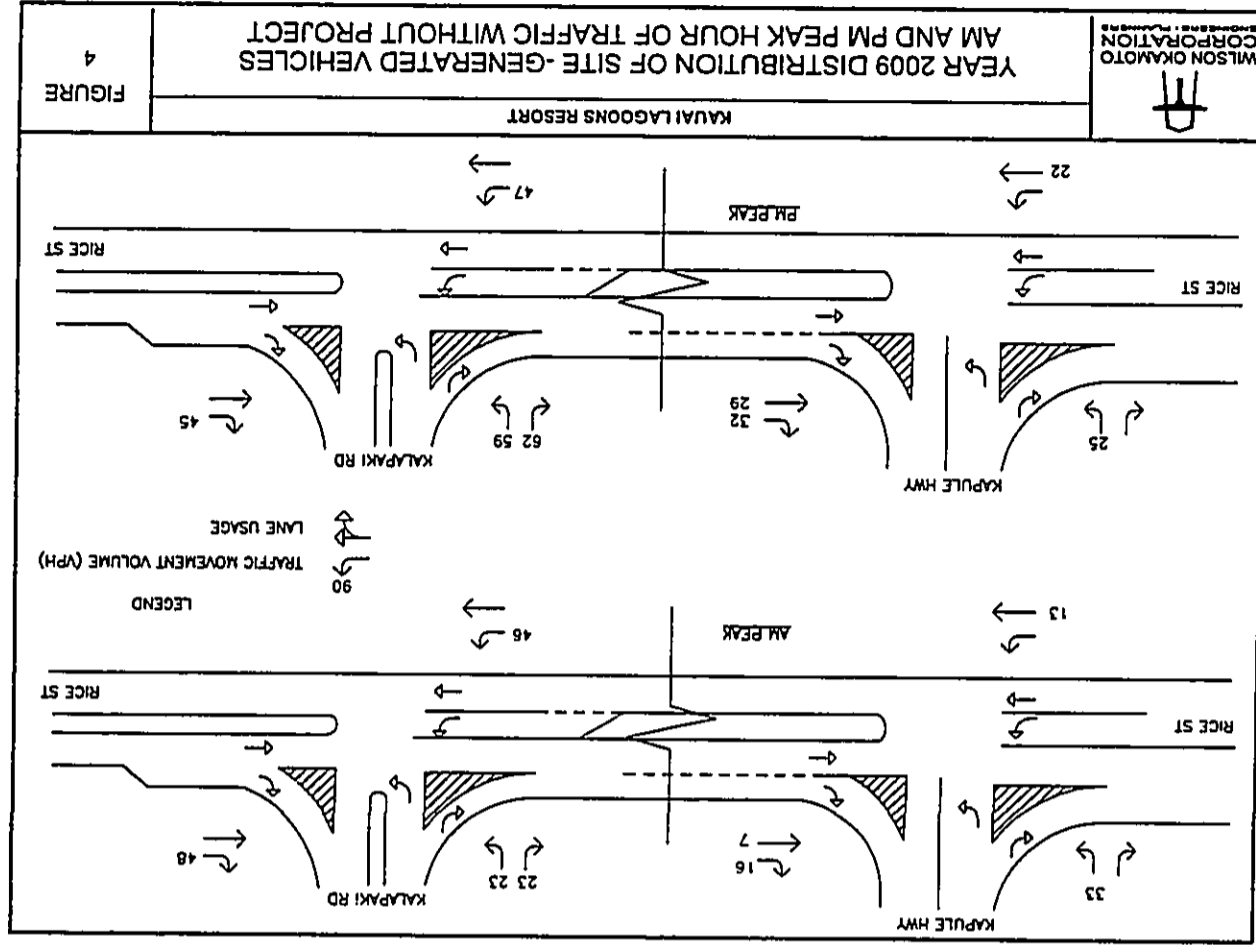 KAPULE HWY
KALAPAKI RD
33
16
7
23 23
48
RICE ST
RICE ST
13
AM PEAK
46
LEGEND
90
TRAFFIC MOVEMENT VOLUME (VPH)
LANE USAGE
KAPULE HWY
KALAPAKI RD
25
32
29
62 59
45
RICE ST
RICE ST
22
PM PEAK
47
WILSON OKAMOTO
CORPORATION
ENGINEERS · PLANNERS
KAUAI LAGOONS RESORT
YEAR 2009 DISTRIBUTION OF SITE -GENERATED VEHICLES
AM AND PM PEAK HOUR OF TRAFFIC WITHOUT PROJECT
FIGURE
4